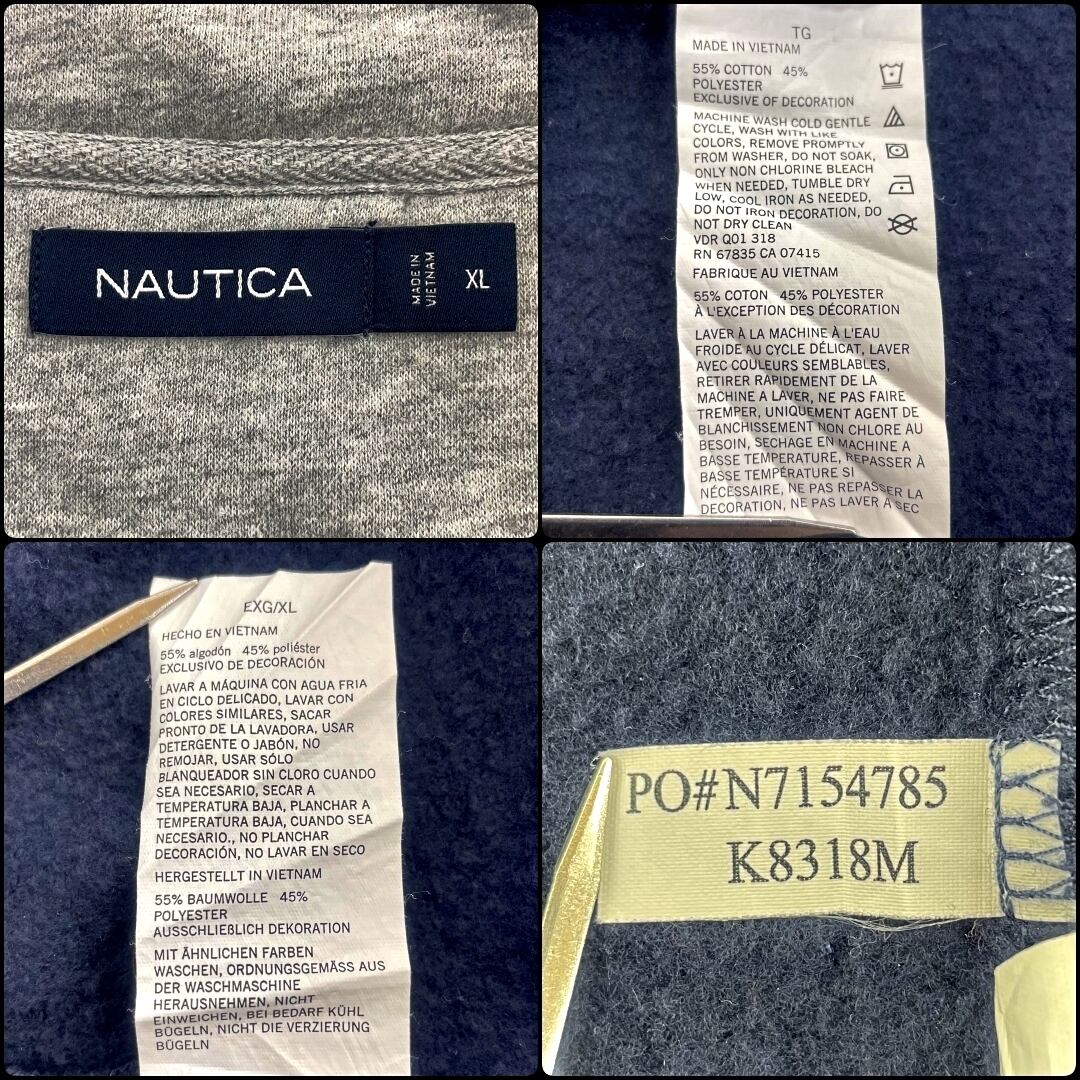 NAUTICA
MADE IN
VIETNAM
XL
TG
MADE IN VIETNAM
55% COTTON 45%
POLYESTER
EXCLUSIVE OF DECORATION
MACHINE WASH COLD GENTLE
CYCLE, WASH WITH LIKE
COLORS, REMOVE PROMPTLY
FROM WASHER, DO NOT SOAK,
ONLY NON CHLORINE BLEACH
WHEN NEEDED, TUMBLE DRY
LOW, COOL IRON AS NEEDED,
DO NOT IRON DECORATION, DO
NOT DRY CLEAN
VDR Q01 318
RN 67835 CA 07415
FABRIQUE AU VIETNAM
55% COTON 45% POLYESTER
À L'EXCEPTION DES DÉCORATION
LAVER À LA MACHINE À L'EAU
FROIDE AU CYCLE DÉLICAT, LAVER
AVEC COULEURS SEMBLABLES,
RETIRER RAPIDEMENT DE LA
MACHINE A LAVER, NE PAS FAIRE
TREMPER, UNIQUEMENT AGENT DE
BLANCHISSEMENT NON CHLORE AU
BESOIN, SECHAGE EN MACHINE A
BASSE TEMPERATURE, REPASSER À
BASSE TEMPÉRATURE SI
NÉCESSAIRE, NE PAS REPASSER LA
DECORATION, NE PAS LAVER A SEC
EXG/XL
HECHO EN VIETNAM
55% algodón 45% poliéster
EXCLUSIVO DE DECORACIÓN
LAVAR A MÁQUINA CON AGUA FRIA
EN CICLO DELICADO, LAVAR CON
COLORES SIMILARES, SACAR
PRONTO DE LA LAVADORA, USAR
DETERGENTE O JABÓN, NO
REMOJAR, USAR SÓLO
BLANQUEADOR SIN CLORO CUANDO
SEA NECESARIO, SECAR A
TEMPERATURA BAJA, PLANCHAR A
TEMPERATURA BAJA, CUANDO SEA
NECESARIO., NO PLANCHAR
DECORACIÓN, NO LAVAR EN SECO
HERGESTELLT IN VIETNAM
55% BAUMWOLLE 45%
POLYESTER
AUSSCHLIEßLICH DEKORATION
MIT ÄHNLICHEN FARBEN
WASCHEN, ORDNUNGSGEMÄSS AUS
DER WASCHMASCHINE
HERAUSNEHMEN, NICHT
EINWEICHEN, BEI BEDARF KÜHL
BÜGELN, NICHT DIE VERZIERUNG
BÜGELN
PO#N7154785
K8318M